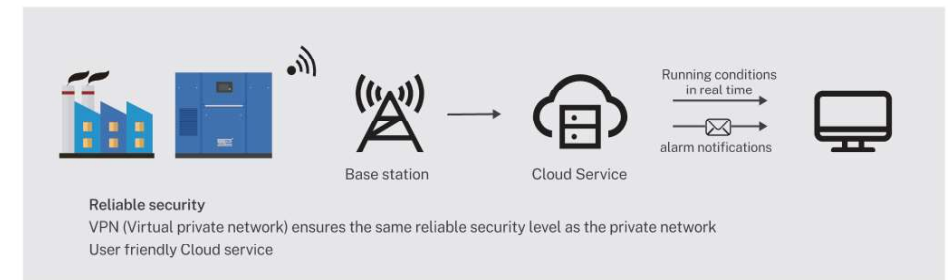 Running conditions
in real time
alarm notifications
Base station
Cloud Service
Reliable security
VPN (Virtual private network) ensures the same reliable security level as the private network
User friendly Cloud service